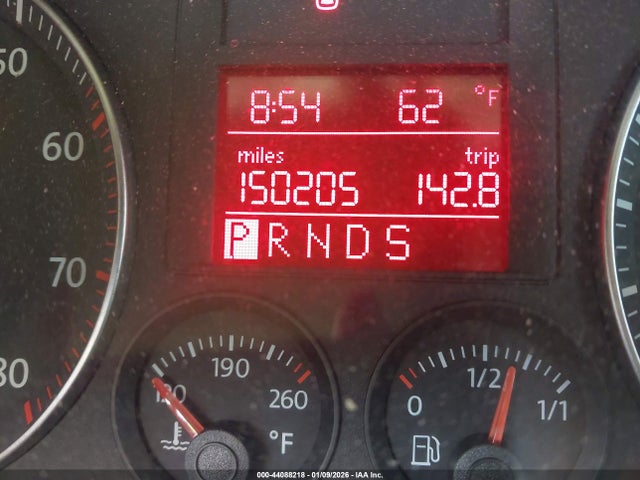 50
60
70
80
8:54 62 °F
miles trip
150205 142.8
P R N D S
120 190 260
°F
0 1/2 1/1
000-44088218 - 01/09/2026 - IAA Inc.